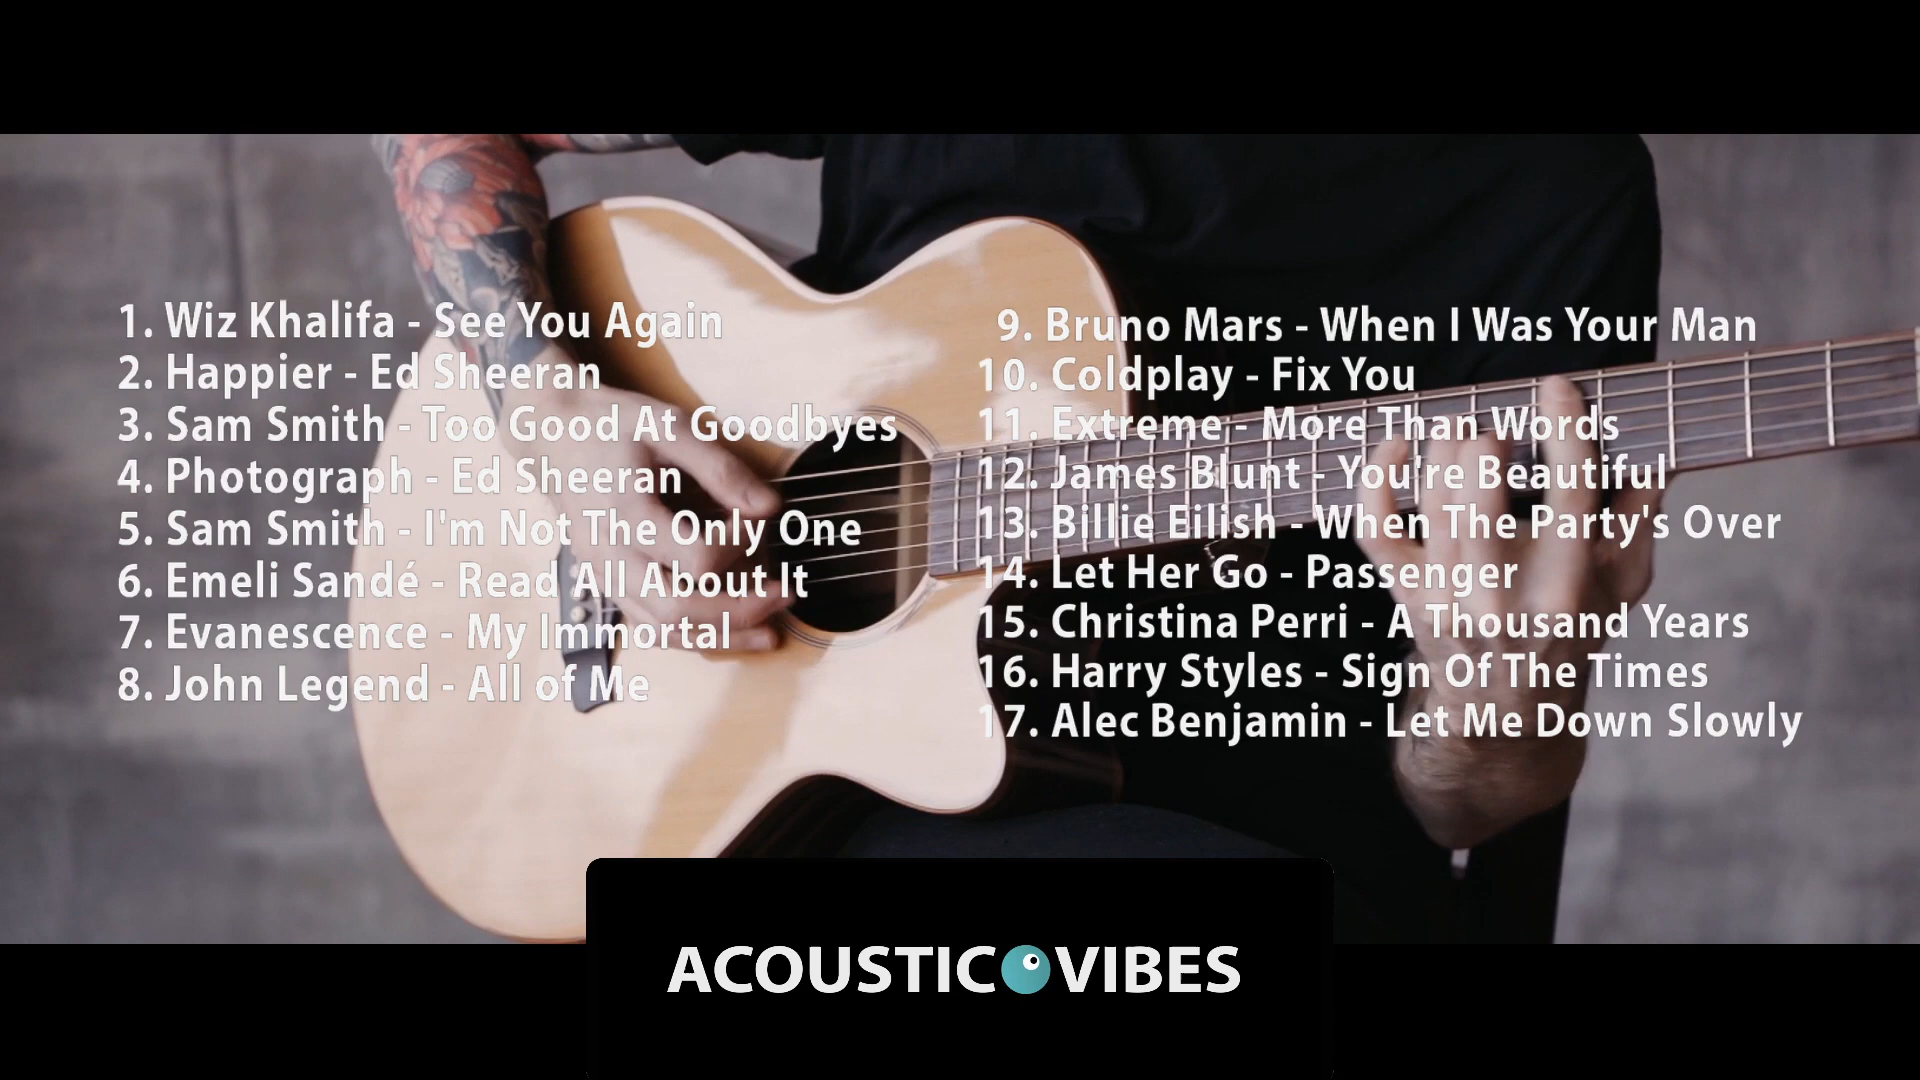 1. Wiz Khalifa - See You Again
2. Happier - Ed Sheeran
3. Sam Smith - Too Good At Goodbyes
4. Photograph - Ed Sheeran
5. Sam Smith - I'm Not The Only One
6. Emeli Sandé - Read All About It
7. Evanescence - My Immortal
8. John Legend - All of Me
9. Bruno Mars - When I Was Your Man
10. Coldplay - Fix You
11. Extreme - More Than Words
12. James Blunt - You're Beautiful
13. Billie Eilish - When The Party's Over
14. Let Her Go - Passenger
15. Christina Perri - A Thousand Years
16. Harry Styles - Sign Of The Times
17. Alec Benjamin - Let Me Down Slowly
ACOUSTIC VIBES